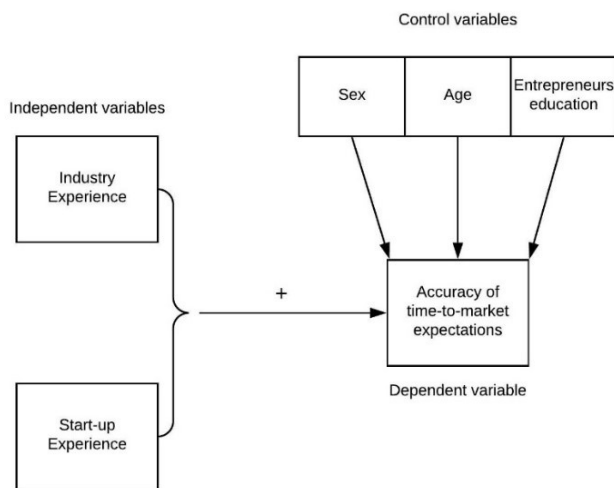 Control variables
Sex
Age
Entrepreneurs
education
Independent variables
Industry
Experience
+
Accuracy of
time-to-market
expectations
Dependent variable
Start-up
Experience